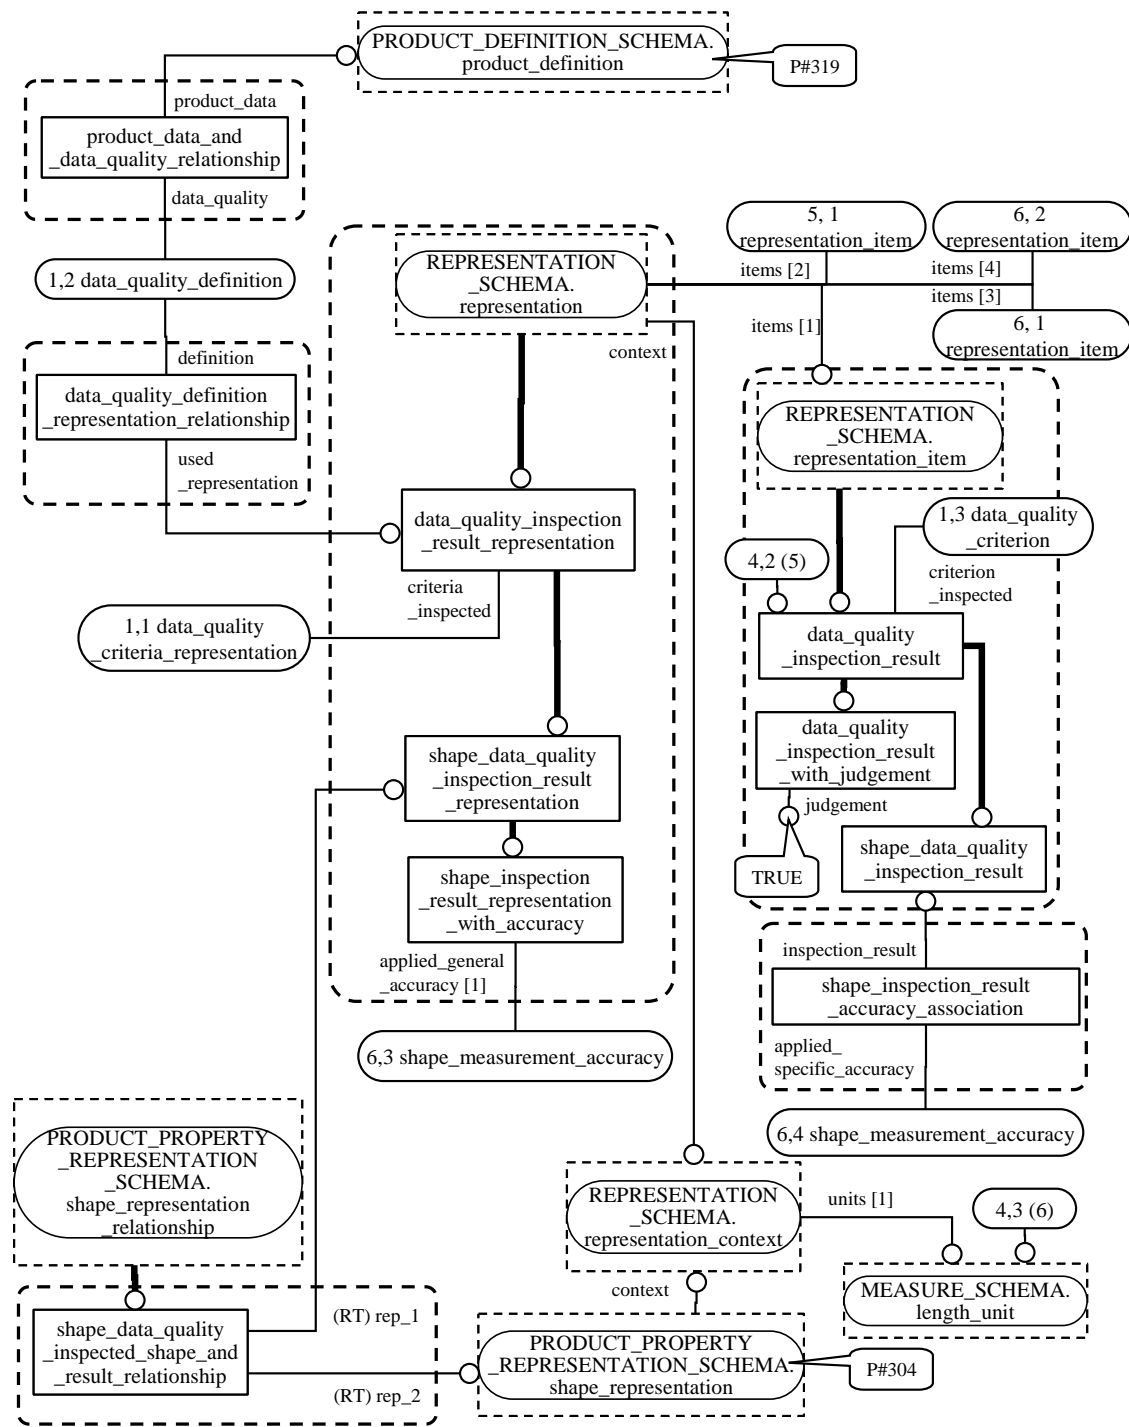 PRODUCT_DEFINITION_SCHEMA.
product_definition
P#319
product_data
product_data_and
_data_quality_relationship
data_quality
1,2 data_quality_definition
definition
data_quality_definition
_representation_relationship
used
_representation
REPRESENTATION
_SCHEMA.
representation
context
5, 1
representation_item
6, 2
representation_item
items [2]
items [4]
items [3]
items [1]
6, 1
representation_item
REPRESENTATION
_SCHEMA.
representation_item
data_quality_inspection
_result_representation
criteria
_inspected
1,1 data_quality
_criteria_representation
4,2 (5)
1,3 data_quality
_criterion
criterion
_inspected
data_quality
_inspection_result
data_quality
_inspection_result
_with_judgement
judgement
TRUE
shape_data_quality
_inspection_result
shape_data_quality
_inspection_result
_representation
shape_inspection
_result_representation
_with_accuracy
applied_general
_accuracy [1]
6,3 shape_measurement_accuracy
inspection_result
shape_inspection_result
_accuracy_association
applied_
specific_accuracy
6,4 shape_measurement_accuracy
PRODUCT_PROPERTY
_REPRESENTATION
_SCHEMA.
shape_representation
_relationship
REPRESENTATION
_SCHEMA.
representation_context
units [1]
4,3 (6)
MEASURE_SCHEMA.
length_unit
context
shape_data_quality
_inspected_shape_and
_result_relationship
(RT) rep_1
(RT) rep_2
PRODUCT_PROPERTY
_REPRESENTATION_SCHEMA.
shape_representation
P#304